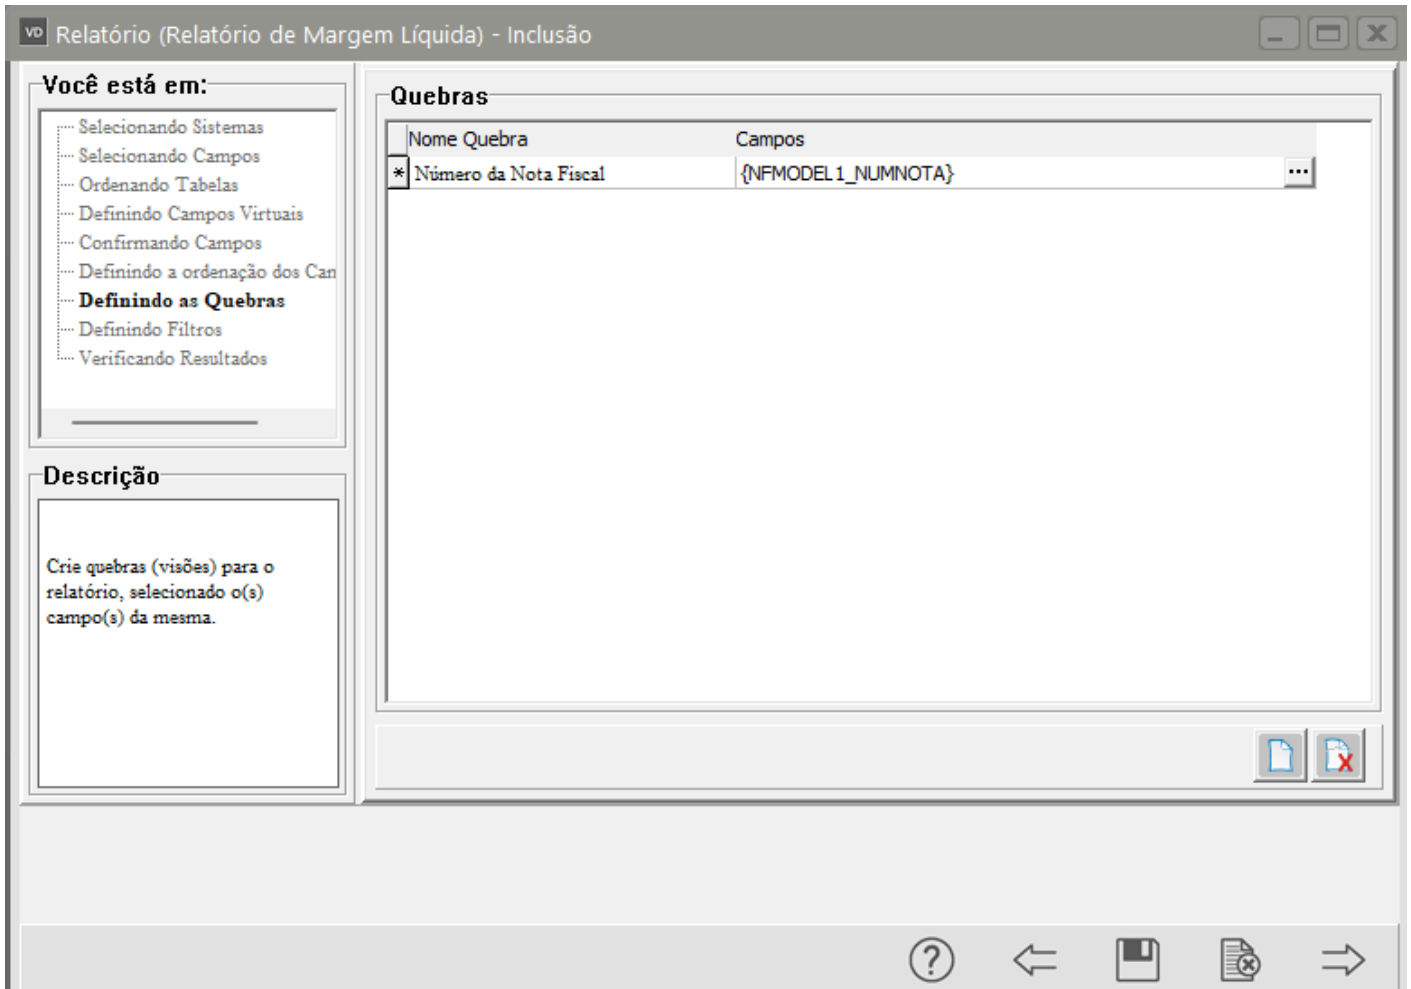 VD Relatório (Relatório de Margem Líquida) - Inclusão
Você está em:
Selecionando Sistemas
Selecionando Campos
Ordenando Tabelas
Definindo Campos Virtuais
Confirmando Campos
Definindo a ordenação dos Can
Definindo as Quebras
Definindo Filtros
Verificando Resultados
Descrição
Crie quebras (visões) para o
relatório, selecionado o(s)
campo(s) da mesma.
Quebras
Nome Quebra Campos
* Número da Nota Fiscal {NFMODEL1_NUMNOTA} ...